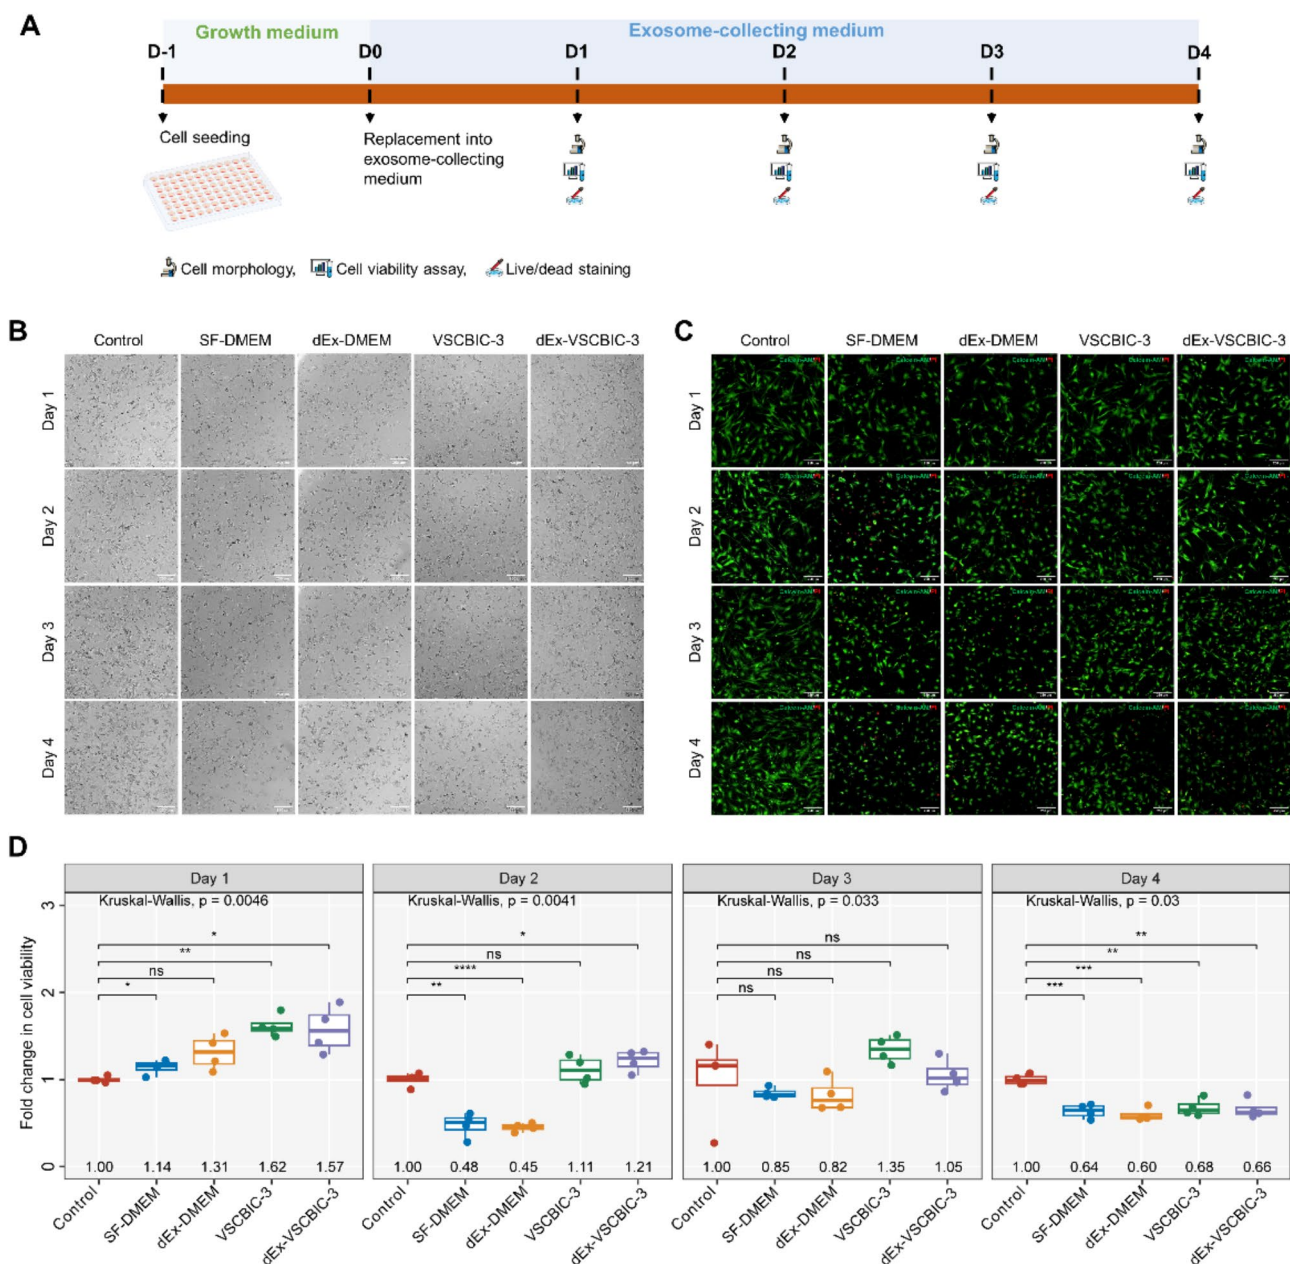 A
Growth medium
Exosome-collecting medium
D-1 D0 D1 D2 D3 D4
Cell seeding
Replacement into
exosome-collecting
medium
Cell morphology, Cell viability assay, Live/dead staining
B
Control SF-DMEM dEx-DMEM VSCBIC-3 dEx-VSCBIC-3
Day 1
Day 2
Day 3
Day 4
C
Control SF-DMEM dEx-DMEM VSCBIC-3 dEx-VSCBIC-3
Day 1
Day 2
Day 3
Day 4
D
Fold change in cell viability
3
2
1
0
Day 1
Kruskal-Wallis, p = 0.0046
*
**
ns
*
1.00 1.14 1.31 1.62 1.57
Control SF-DMEM dEx-DMEM VSCBIC-3 dEx-VSCBIC-3
Day 2
Kruskal-Wallis, p = 0.0041
*
ns
****
**
1.00 0.48 0.45 1.11 1.21
Control SF-DMEM dEx-DMEM VSCBIC-3 dEx-VSCBIC-3
Day 3
Kruskal-Wallis, p = 0.033
ns
ns
ns
ns
1.00 0.85 0.82 1.35 1.05
Control SF-DMEM dEx-DMEM VSCBIC-3 dEx-VSCBIC-3
Day 4
Kruskal-Wallis, p = 0.03
**
**
***
***
1.00 0.64 0.60 0.68 0.66
Control SF-DMEM dEx-DMEM VSCBIC-3 dEx-VSCBIC-3